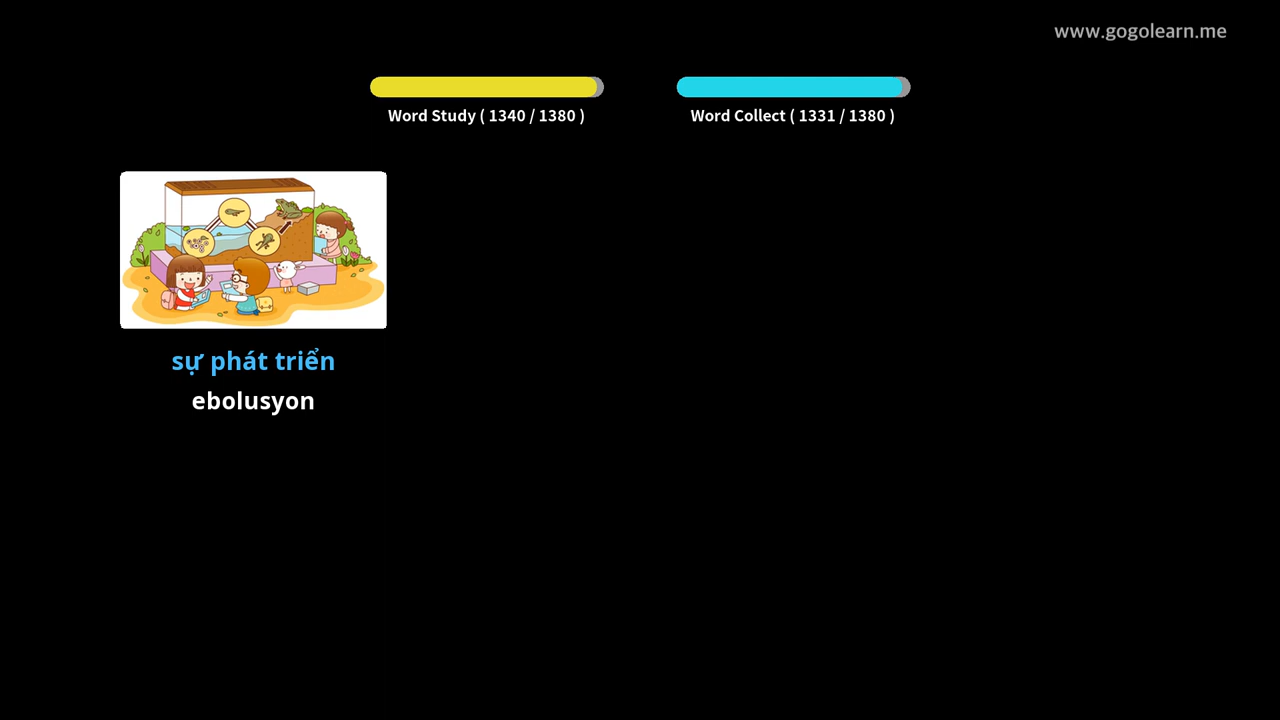 www.gogolearn.me
Word Study ( 1340 / 1380 )
Word Collect ( 1331 / 1380 )
sự phát triển
ebolusyon